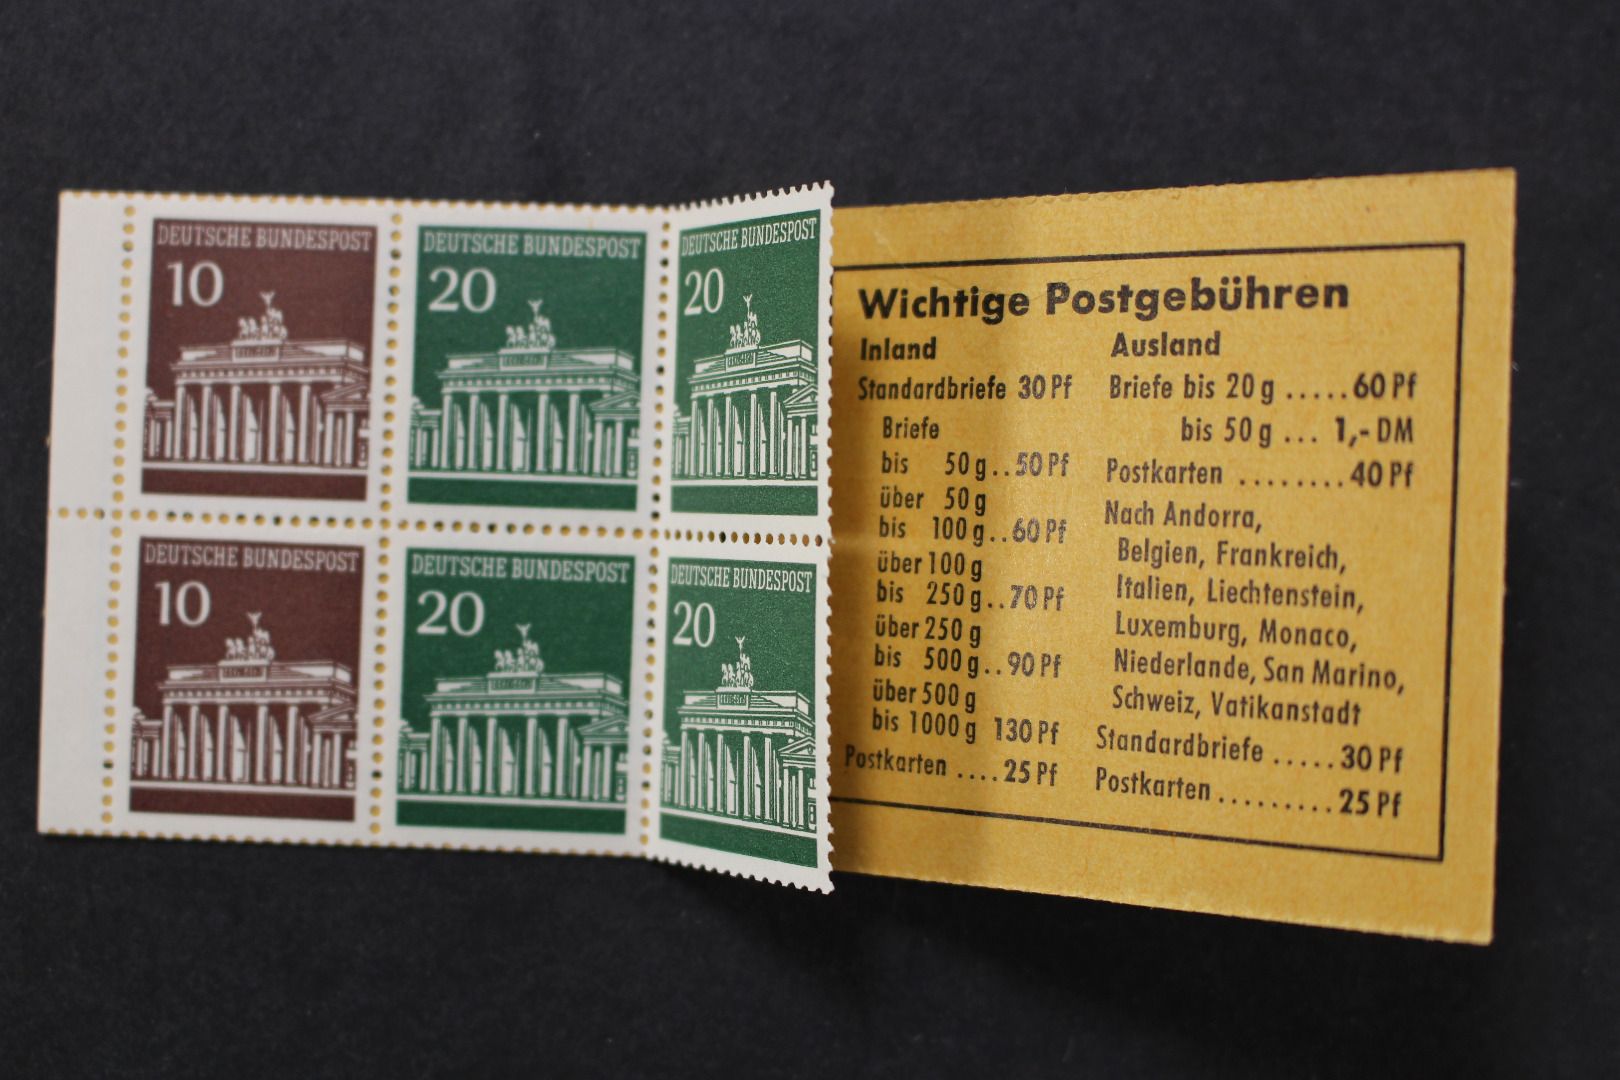 DEUTSCHE BUNDESPOST
10
DEUTSCHE BUNDESPOST
20
DEUTSCHE BUNDESPOST
20
DEUTSCHE BUNDESPOST
10
DEUTSCHE BUNDESPOST
20
DEUTSCHE BUNDESPOST
20
Wichtige Postgebühren
Inland
Standardbriefe 30 Pf
Briefe
bis 50 g..50 Pf
über 50 g
bis 100 g..60 Pf
über 100 g
bis 250 g..70 Pf
über 250 g
bis 500 g..90 Pf
über 500 g
bis 1000 g 130 Pf
Postkarten ....25 Pf
Ausland
Briefe bis 20 g .....60 Pf
bis 50 g ... 1,- DM
Postkarten ........40 Pf
Nach Andorra,
Belgien, Frankreich,
Italien, Liechtenstein,
Luxemburg, Monaco,
Niederlande, San Marino,
Schweiz, Vatikanstadt
Standardbriefe .....30 Pf
Postkarten .........25 Pf